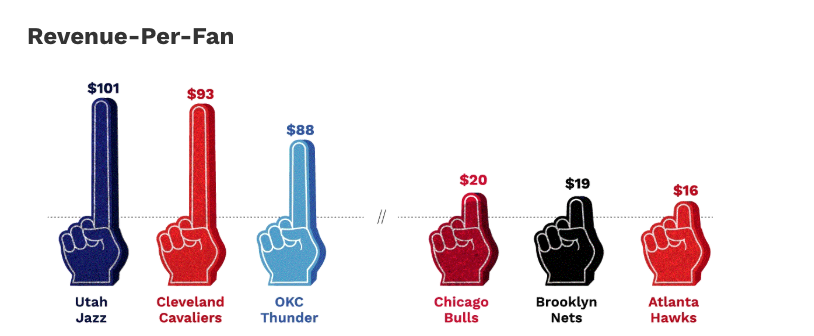 Revenue-Per-Fan
$101
$93
$88
$20
$19
$16
//
Utah
Jazz
Cleveland
Cavaliers
OKC
Thunder
Chicago
Bulls
Brooklyn
Nets
Atlanta
Hawks